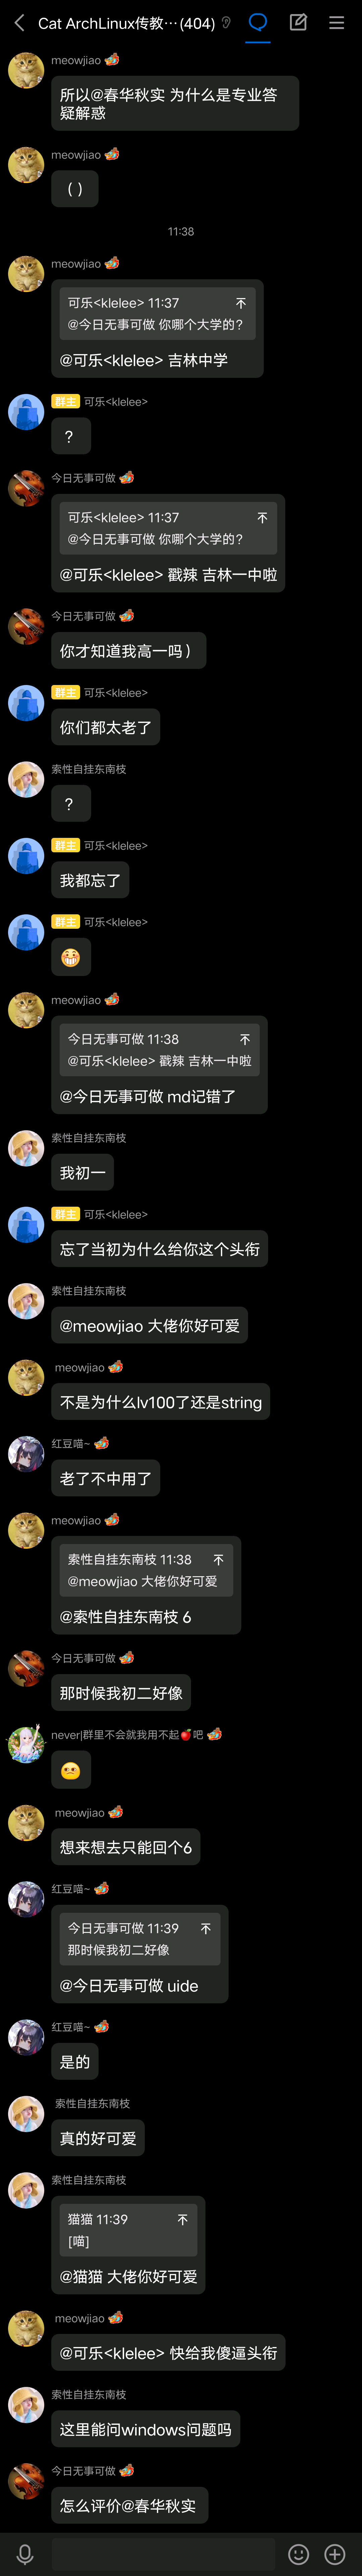 Cat ArchLinux传教…(404)
meowjiao
所以@春华秋实 为什么是专业答
疑解惑
meowjiao
（）
11:38
meowjiao
可乐<klelee> 11:37
@今日无事可做 你哪个大学的？
@可乐<klelee> 吉林中学
群主 可乐<klelee>
？
今日无事可做
可乐<klelee> 11:37
@今日无事可做 你哪个大学的？
@可乐<klelee> 戳辣 吉林一中啦
今日无事可做
你才知道我高一吗）
群主 可乐<klelee>
你们都太老了
索性自挂东南枝
？
群主 可乐<klelee>
我都忘了
群主 可乐<klelee>
😁
meowjiao
今日无事可做 11:38
@可乐<klelee> 戳辣 吉林一中啦
@今日无事可做 md记错了
索性自挂东南枝
我初一
群主 可乐<klelee>
忘了当初为什么给你这个头衔
索性自挂东南枝
@meowjiao 大佬你好可爱
meowjiao
不是为什么lv100了还是string
红豆喵~
老了不中用了
meowjiao
索性自挂东南枝 11:38
@meowjiao 大佬你好可爱
@索性自挂东南枝 6
今日无事可做
那时候我初二好像
never|群里不会就我用不起🍎吧
meowjiao
想来想去只能回个6
红豆喵~
今日无事可做 11:39
那时候我初二好像
@今日无事可做 uide
红豆喵~
是的
索性自挂东南枝
真的好可爱
索性自挂东南枝
猫猫 11:39
[喵]
@猫猫 大佬你好可爱
meowjiao
@可乐<klelee> 快给我傻逼头衔
索性自挂东南枝
这里能问windows问题吗
今日无事可做
怎么评价@春华秋实